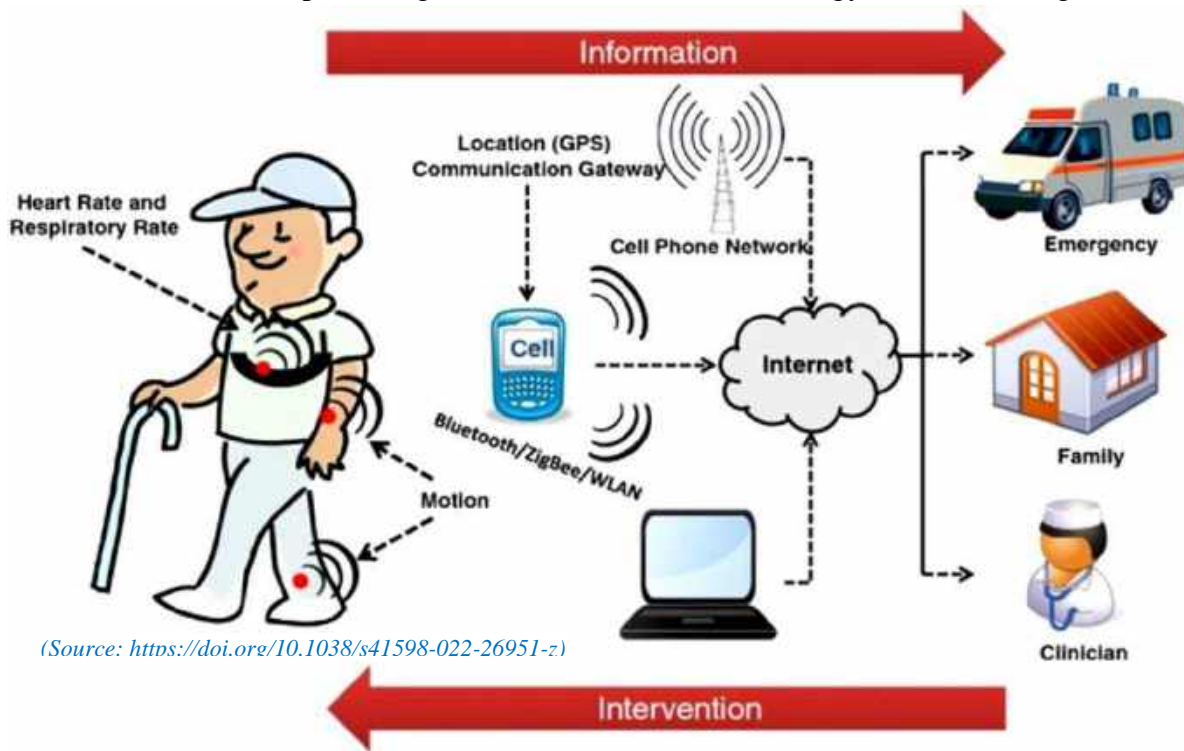 Information
Location (GPS)
Communication Gateway
Heart Rate and
Respiratory Rate
Cell Phone Network
Emergency
Cell
Internet
Bluetooth/ZigBee/WLAN
Family
Motion
(Source: https://doi.org/10.1038/s41598-022-26951-z)
Clinician
Intervention